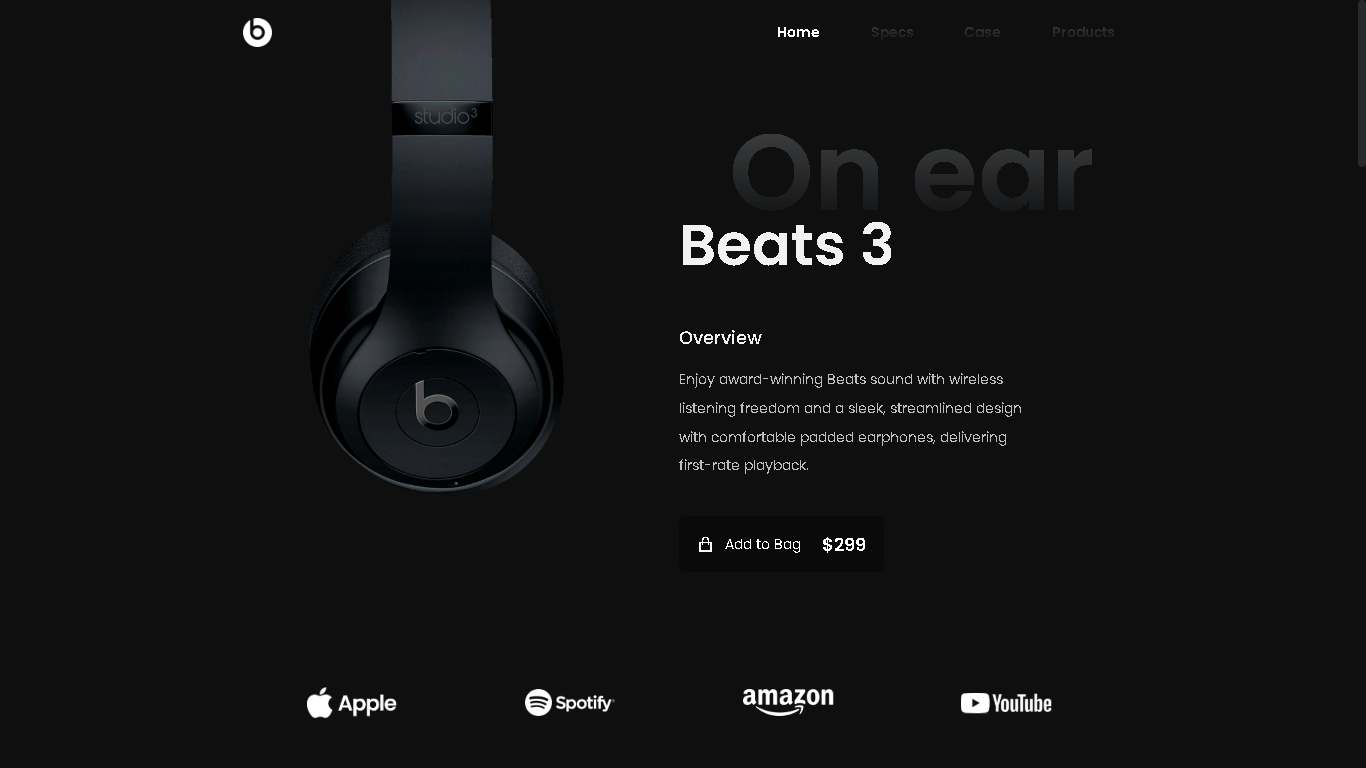 Home Specs Case Products
studio3
On ear
Beats 3
Overview
Enjoy award-winning Beats sound with wireless
listening freedom and a sleek, streamlined design
with comfortable padded earphones, delivering
first-rate playback.
Add to Bag $299
Apple Spotify amazon YouTube